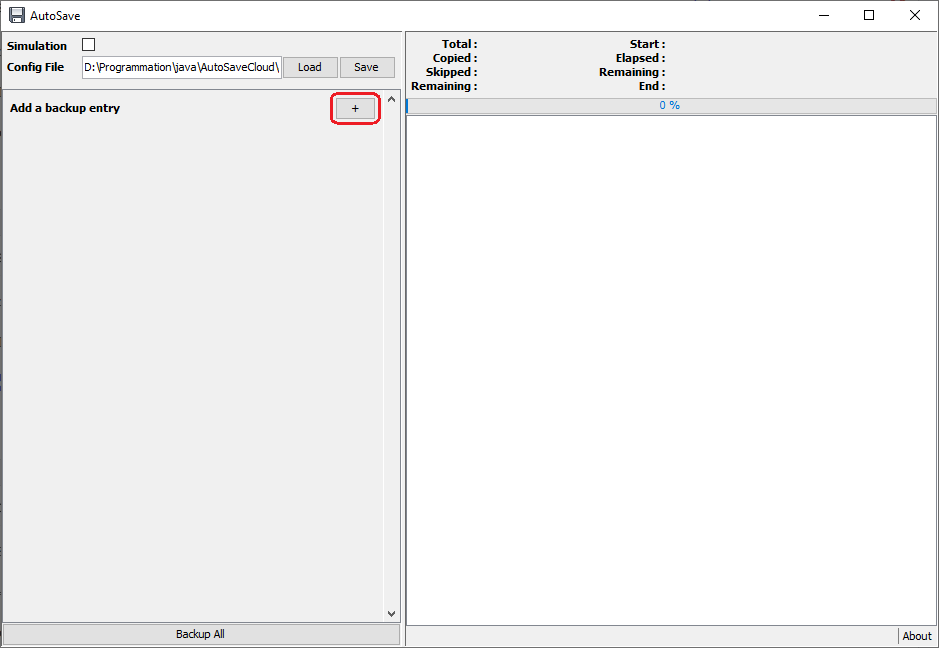 AutoSave
Simulation
Config File D:\Programmation\java\AutoSaveCloud\ Load Save
Add a backup entry +
Backup All
Total : Start :
Copied : Elapsed :
Skipped : Remaining :
Remaining : End :
0 %
About